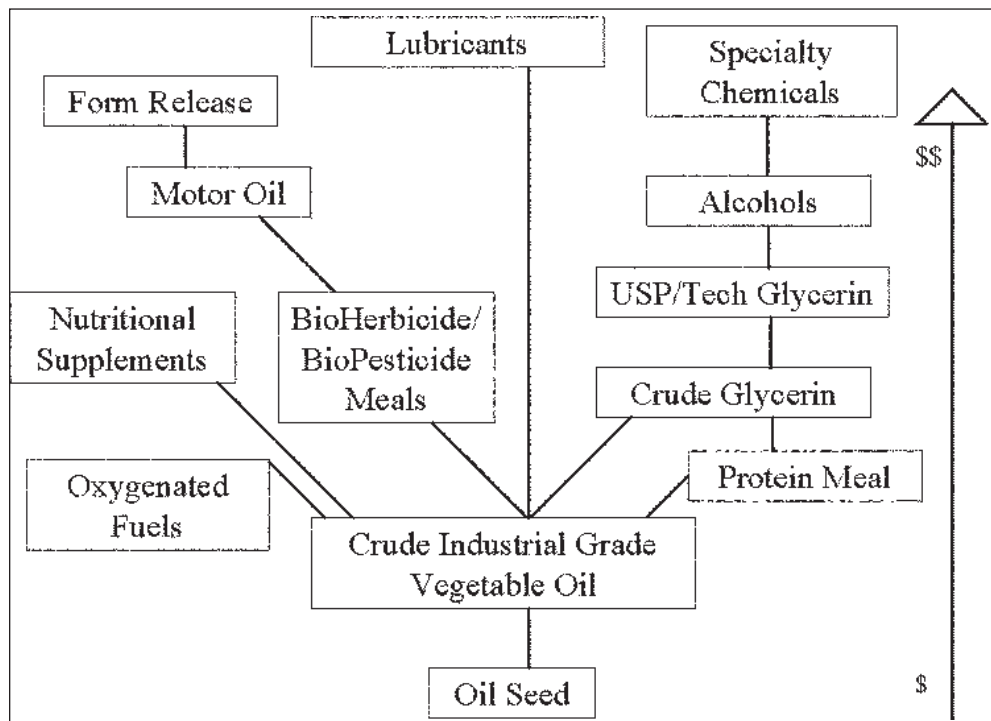 Lubricants
Specialty
Chemicals
Form Release
$$
Motor Oil
Alcohols
USP/Tech Glycerin
Nutritional
Supplements
BioHerbicide/
BioPesticide
Meals
Crude Glycerin
Oxygenated
Fuels
Protein Meal
Crude Industrial Grade
Vegetable Oil
Oil Seed
$